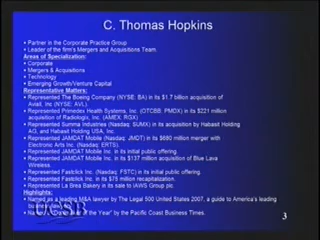 C. Thomas Hopkins
• Partner in the Corporate Practice Group
• Leader of the firm's Mergers and Acquisitions Team.
Areas of Specialization:
• Corporate
• Mergers & Acquisitions
• Technology
• Emerging Growth/Venture Capital
Representative Matters:
• Represented The Boeing Company (NYSE: BA) in its $1.7 billion acquisition of
Aviall, Inc (NYSE: AVL).
• Represented Primedex Health Systems, Inc. (OTCBB: PMDX) in its $221 million
acquisition of Radiologix, Inc. (AMEX: RGX)
• Represented Summa Industries (Nasdaq: SUMX) in its acquisition by Habasit Holding
AG, and Habasit Holding USA, Inc.
• Represented JAMDAT Mobile (Nasdaq: JMDT) in its $680 million merger with
Electronic Arts Inc. (Nasdaq: ERTS).
• Represented JAMDAT Mobile Inc. in its initial public offering.
• Represented JAMDAT Mobile Inc. in its $137 million acquisition of Blue Lava
Wireless.
• Represented Fastclick Inc. (Nasdaq: FSTC) in its initial public offering.
• Represented Fastclick Inc. in its $75 million recapitalization.
• Represented La Brea Bakery in its sale to IAWS Group plc.
Highlights:
• Named as a leading M&A lawyer by The Legal 500 United States 2007, a guide to America's leading
• Named of the Year" by the Pacific Coast Business Times.
3